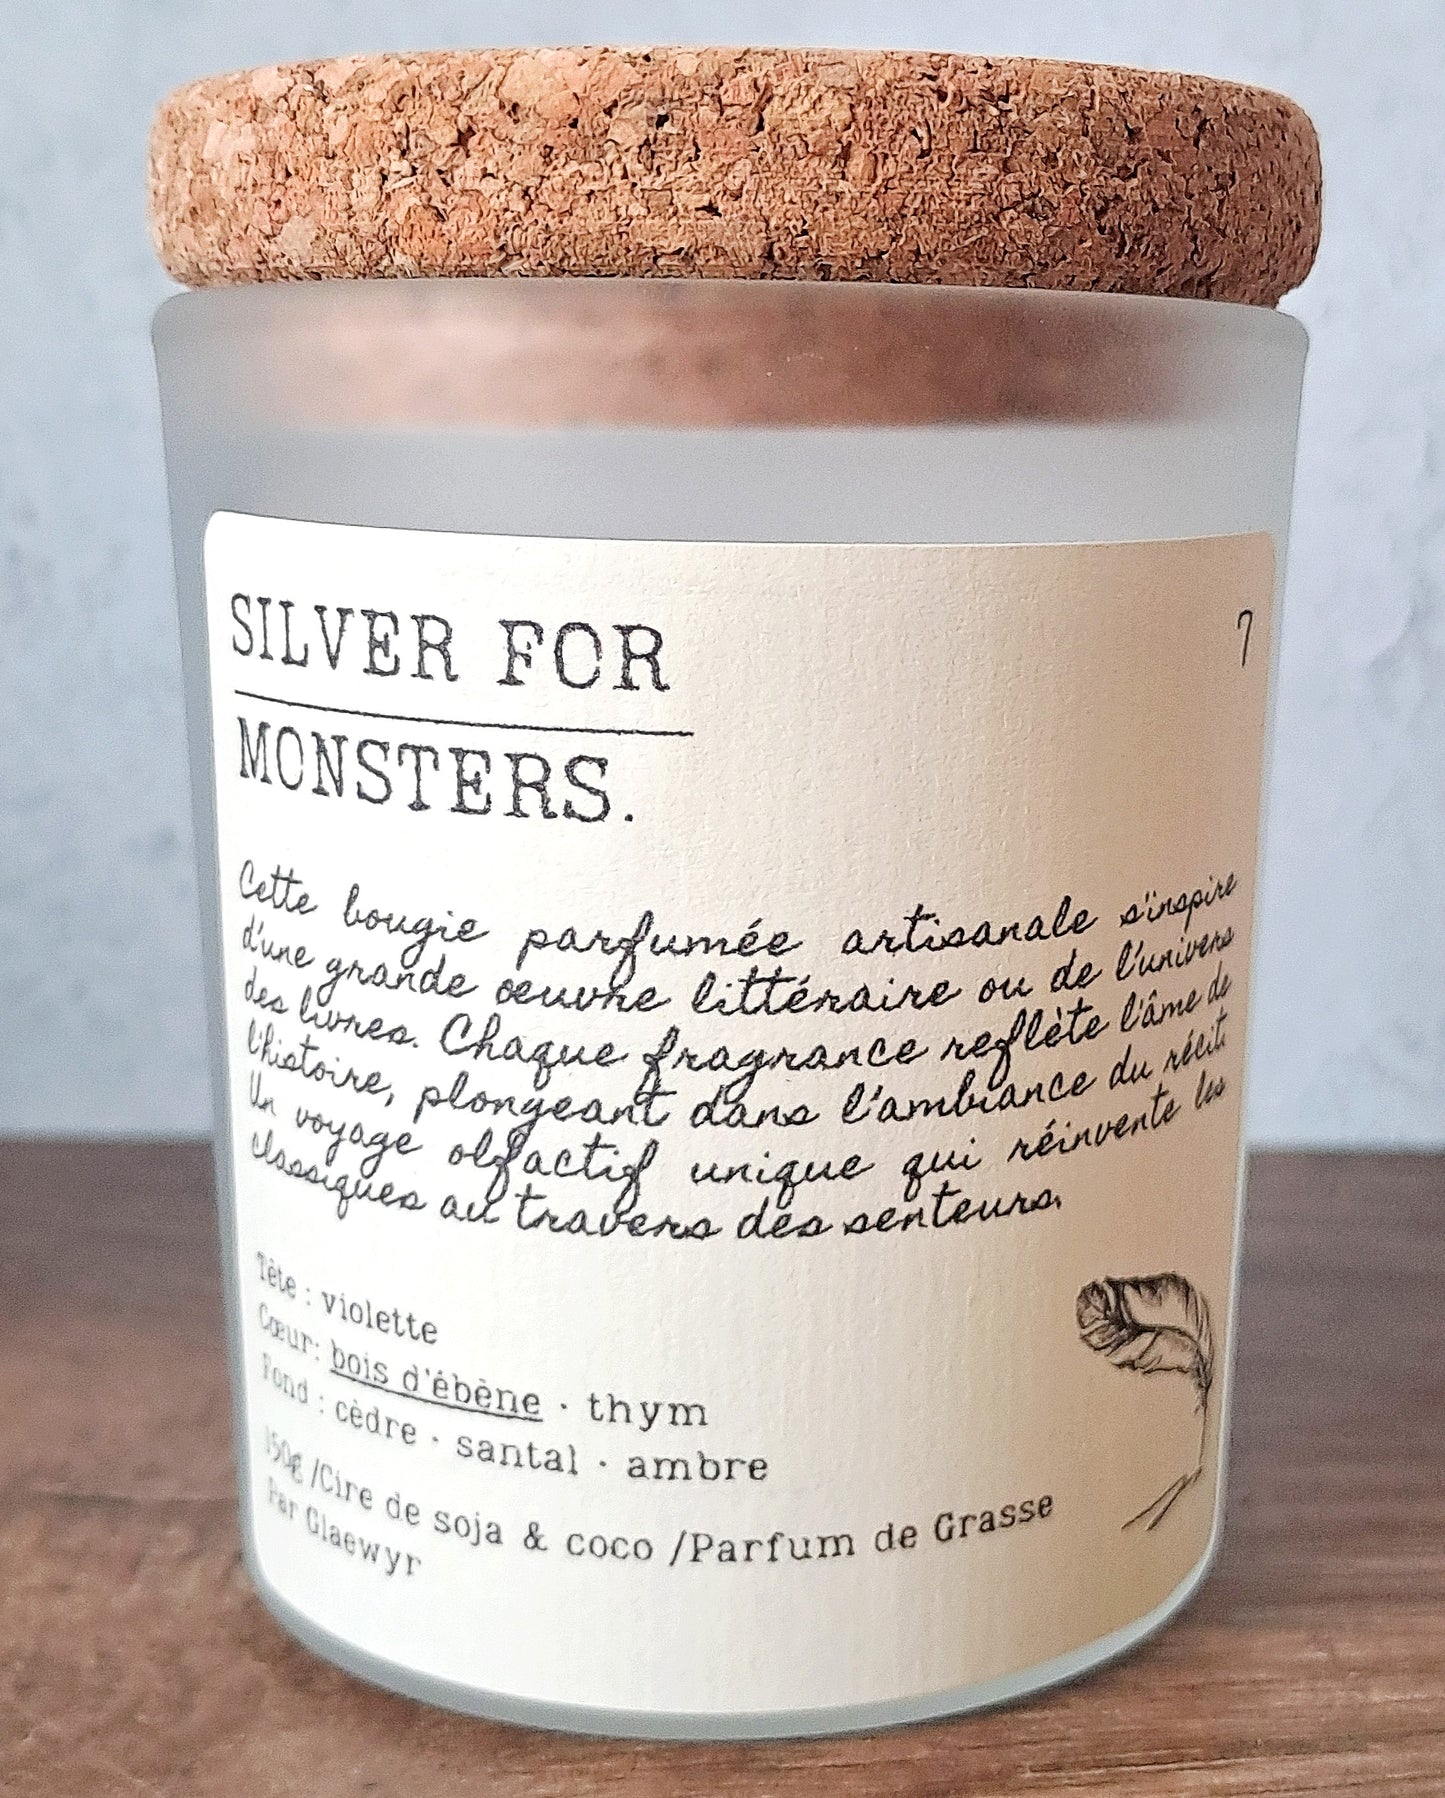 SILVER FOR
7
MONSTERS.
Cette bougie parfumée artisanale s'inspire
d'une grande oeuvre littéraire ou de l'univers
des livres. Chaque fragrance reflète l'âme de
l'histoire, plongeant dans l'ambiance du récit.
Un voyage olfactif unique qui réinvente les
classiques au travers des senteurs.
Tête : violette
Cœur: bois d'ébène · thym
Fond : cèdre · santal · ambre
150g /Cire de soja & coco /Parfum de Grasse
Par Glaewyr